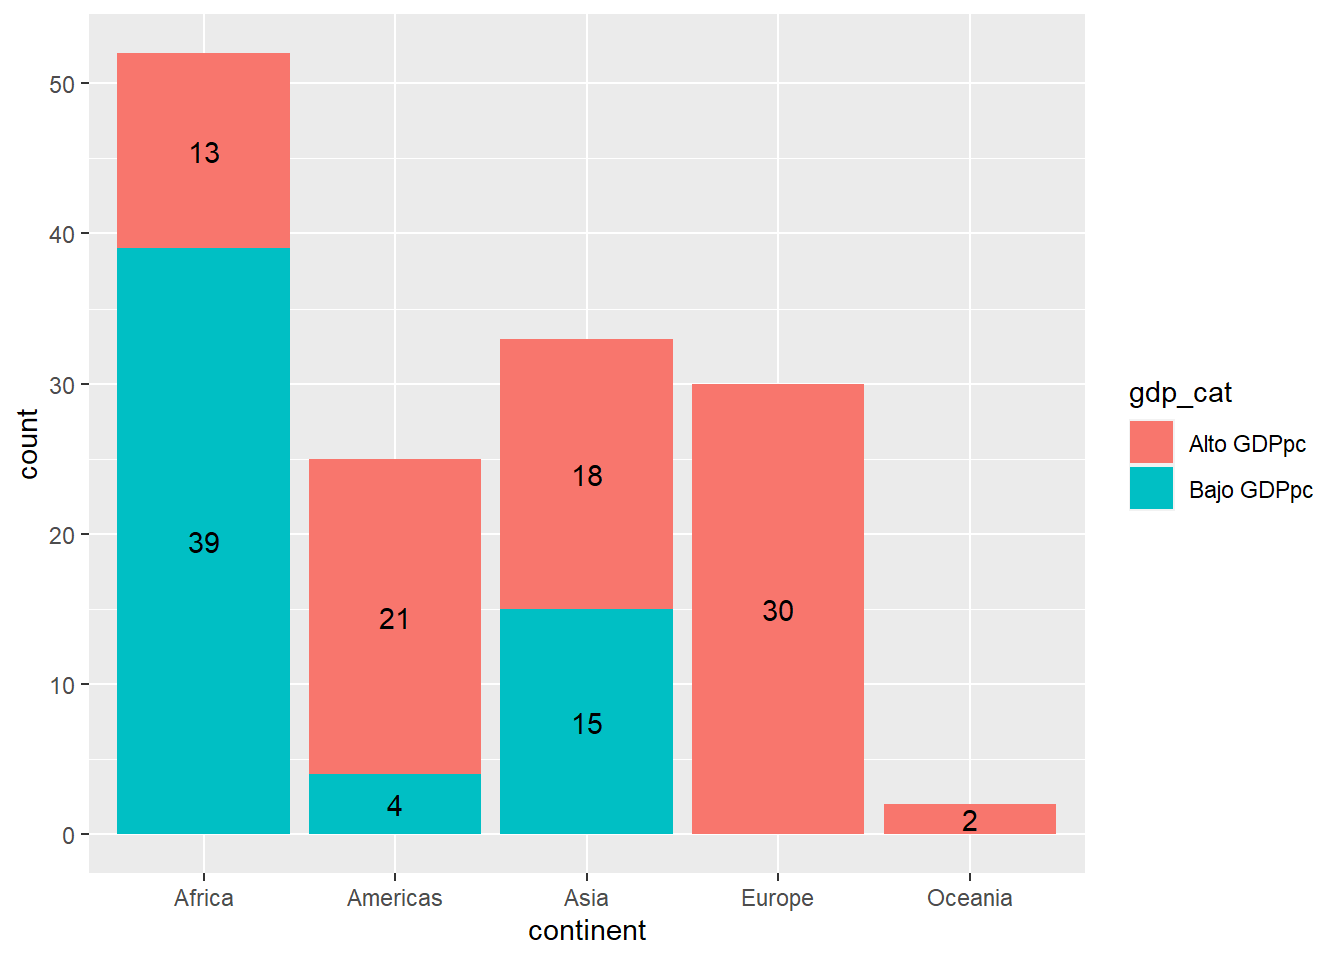 50
40
30
20
10
0
count
13
39
21
4
18
15
30
2
Africa
Americas
Asia
Europe
Oceania
continent
gdp_cat
Alto GDPpc
Bajo GDPpc